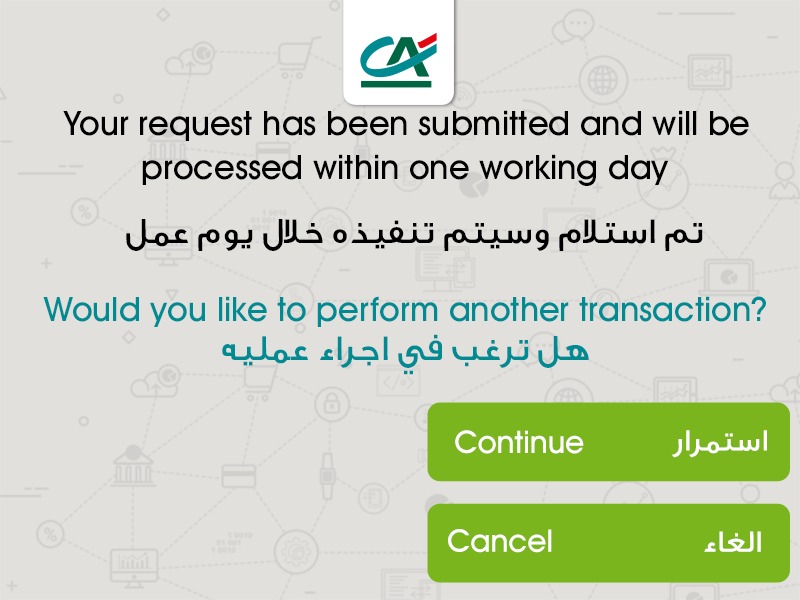 CA
Your request has been submitted and will be
processed within one working day
تم استلام وسيتم تنفيذه خلال يوم عمل
Would you like to perform another transaction?
هل ترغب في اجراء عمليه
Continue استمرار
Cancel الغاء